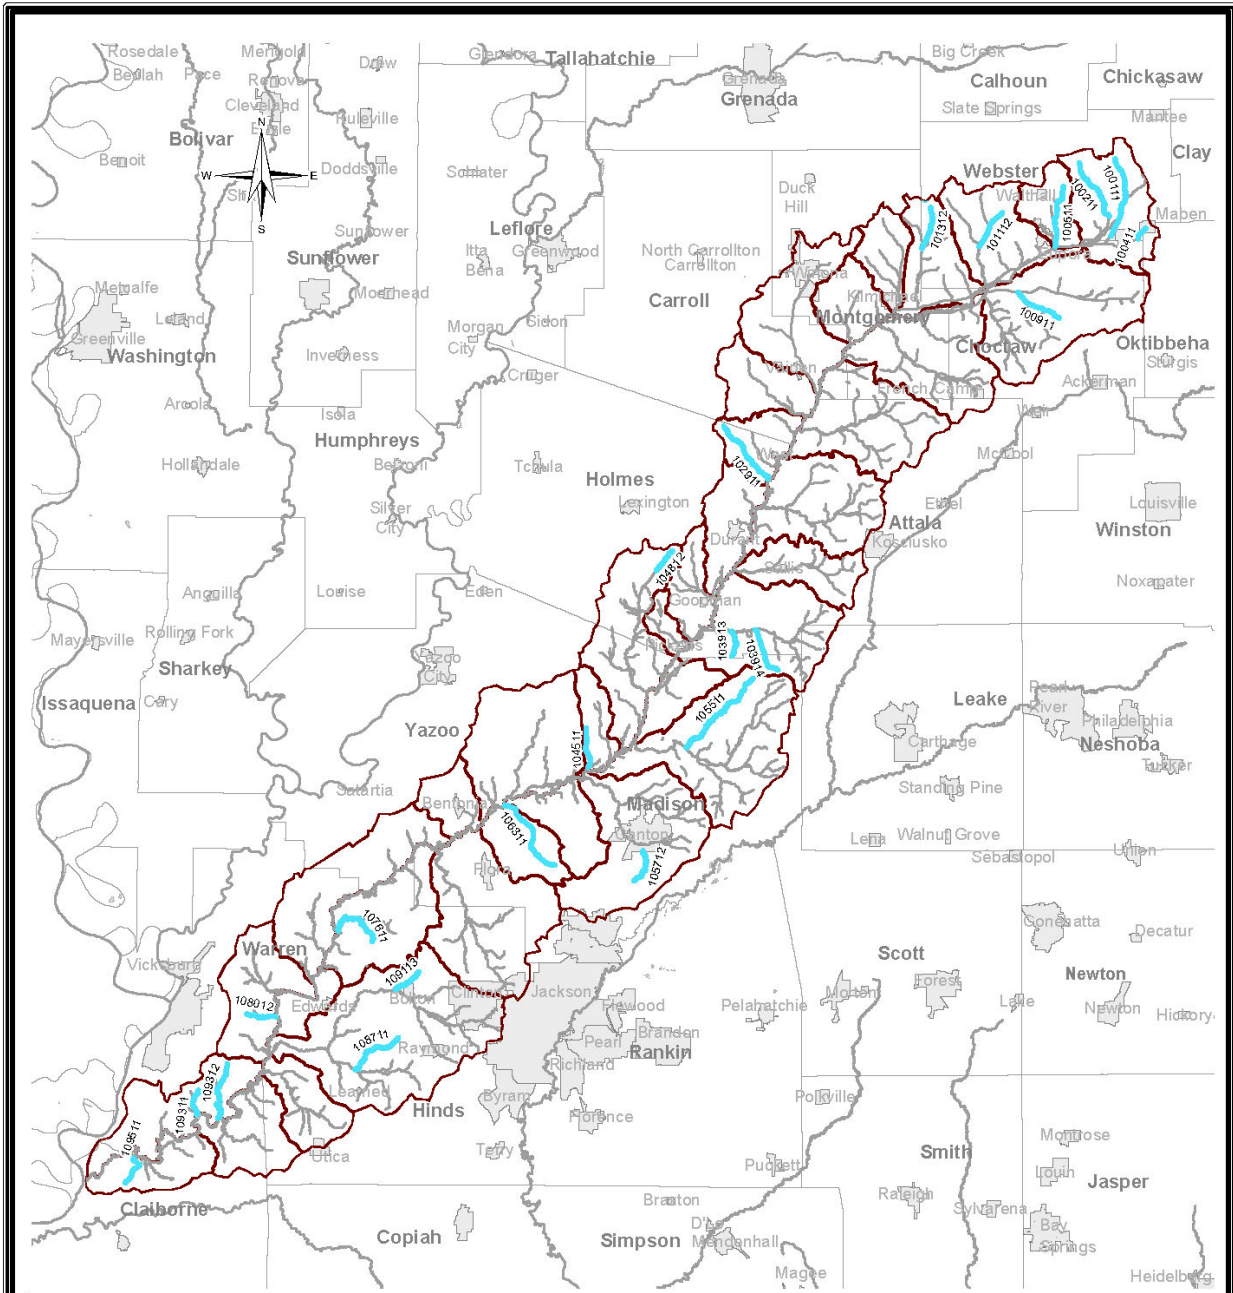 Rosedale
Merigold
Glendora
Tallahatchie
Big Creek
Beulah
Pace
Renova
Drew
Grenada
Calhoun
Chickasaw
Cleveland
Grenada
Slate Springs
Mantee
Bolivar
Ruleville
N
Clay
Benoit
W
E
Doddsville
Webster
Walthall
Duck
Hill
100211
100111
Maben
S
Sunflower
Leflore
Greenwood
101312
101112
100511
100411
Sunflower
Itta
Bena
North Carrollton
Carrollton
Winona
Metcalfe
Moorhead
Carroll
Kilmichael
Leland
Montgomery
100911
Greenville
Morgan
City
Sidon
Choctaw
Oktibbeha
Washington
Inverness
Sturgis
Cruger
Vaiden
French Camp
Ackerman
Arcola
Isola
Weir
Humphreys
West
McCool
Hollandale
Belzoni
Tchula
102911
Holmes
Lexington
Ethel
Louisville
Silver
City
Attala
Winston
Durant
Kosciusko
104812
Sallis
Noxapater
Anguilla
Louise
Eden
Goodman
Mayersville
Rolling Fork
Pickens
103913
103914
Sharkey
Yazoo
City
Issaquena
Cary
105511
Leake
Pearl
River
Philadelphia
Yazoo
104511
Carthage
Neshoba
Tucker
Satartia
Bentonia
Madison
Standing Pine
106311
Canton
Lena
Walnut Grove
Flora
105712
Sebastopol
Union
107611
Conehatta
Decatur
Warren
Vicksburg
109113
Scott
Newton
Bolton
Clinton
Jackson
Forest
108012
Edwards
Flowood
Pelahatchie
Morton
Lake
Newton
Hickory
108711
Raymond
Pearl
Brandon
Rankin
Richland
109312
Learned
Byram
Polkville
109311
Hinds
Florence
109511
Utica
Terry
Smith
Montrose
Puckett
Louin
Jasper
Claiborne
Braxton
Raleigh
Sylvarena
Copiah
D'Lo
Bay
Springs
Simpson
Mendenhall
Magee
Heidelberg